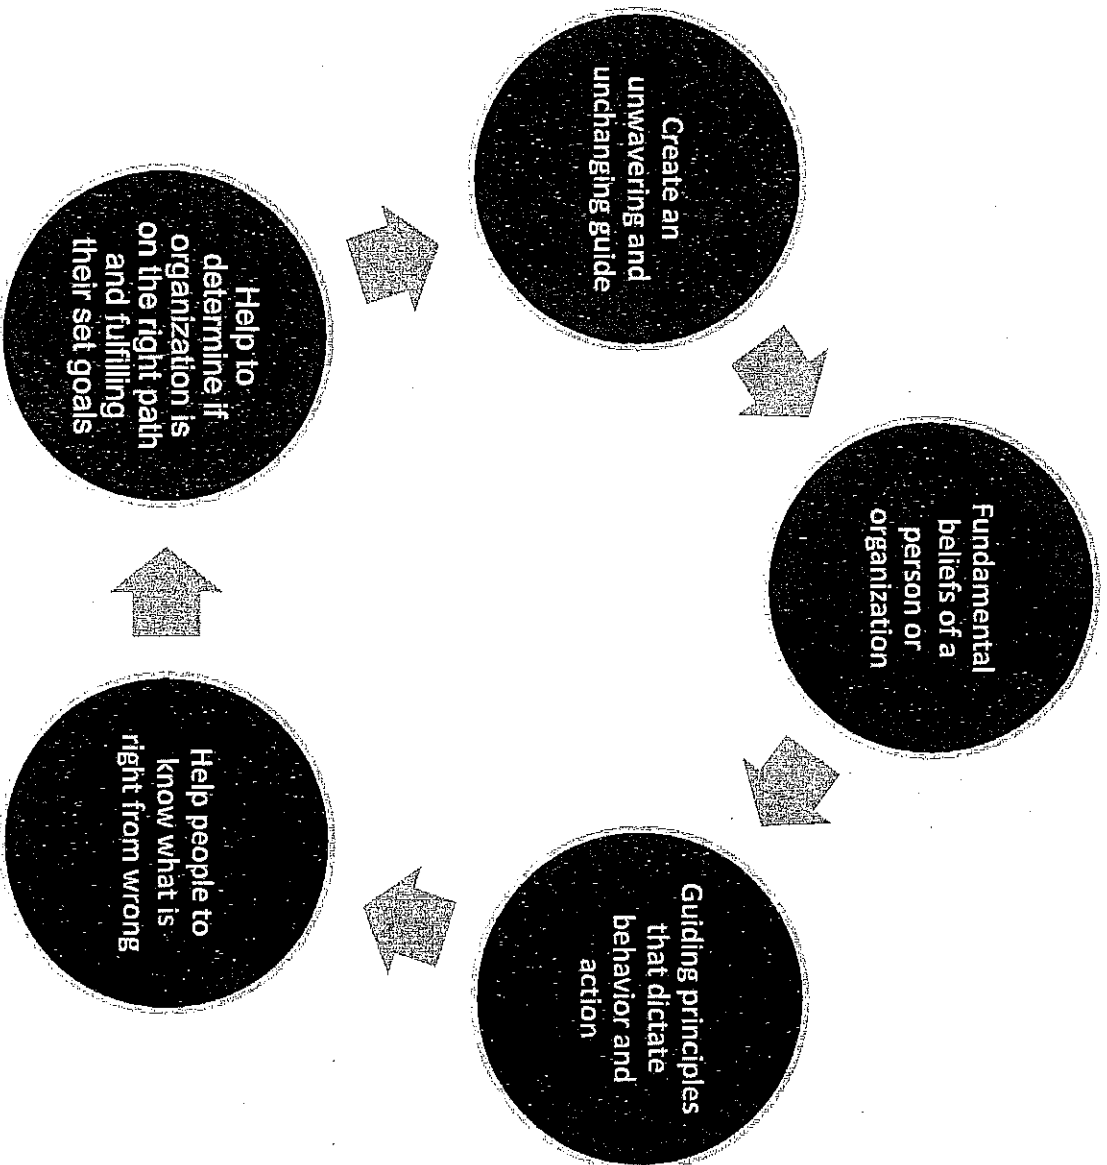 Fundamental
beliefs of a
person or
organization
Guiding principles
that dictate
behavior and
action
Help people to
know what is
right from wrong
Help to
determine if
organization is
on the right path
and fulfilling
their set goals
Create an
unwavering and
unchanging guide